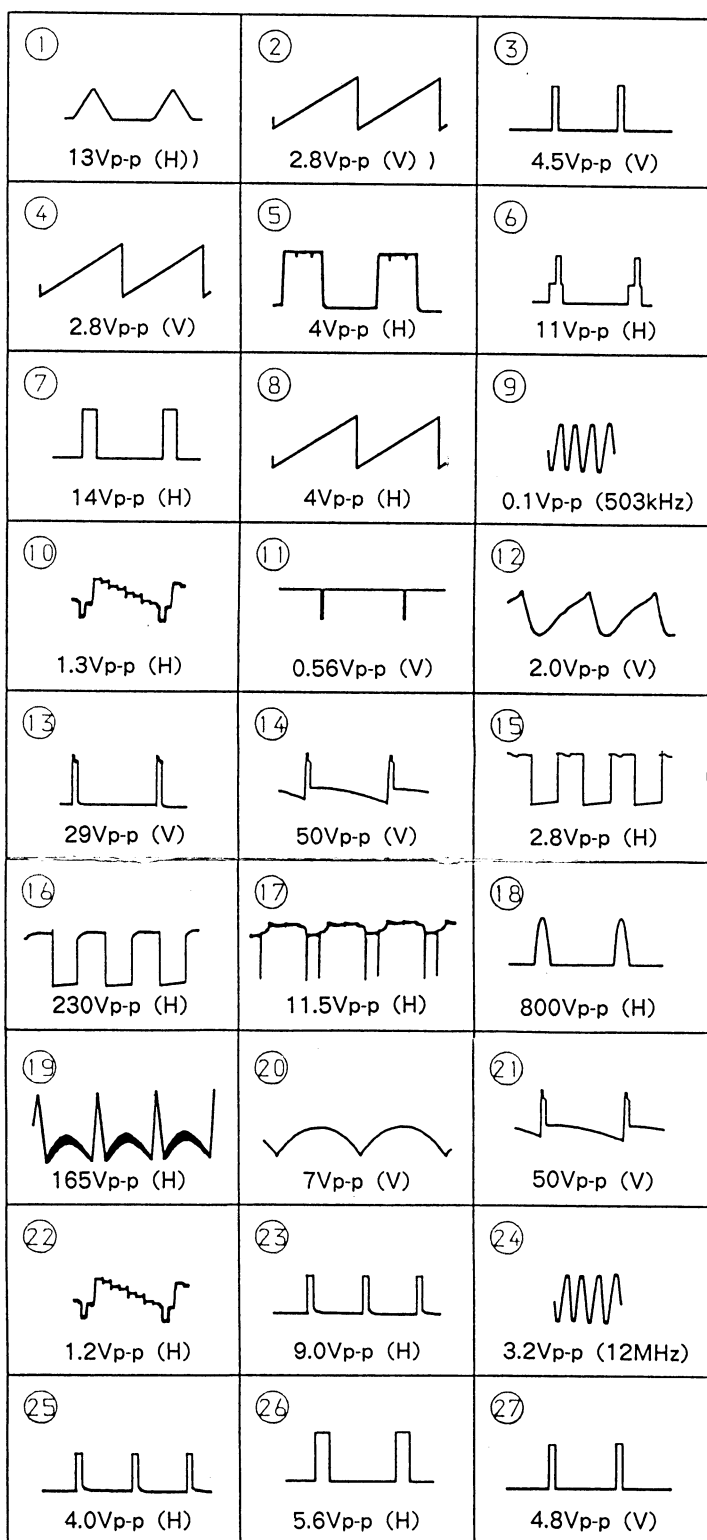 ① ② ③
13Vp-p (H)) 2.8Vp-p (V) ) 4.5Vp-p (V)
④ ⑤ ⑥
2.8Vp-p (V) 4Vp-p (H) 11Vp-p (H)
⑦ ⑧ ⑨
14Vp-p (H) 4Vp-p (H) 0.1Vp-p (503kHz)
⑩ ⑪ ⑫
1.3Vp-p (H) 0.56Vp-p (V) 2.0Vp-p (V)
⑬ ⑭ ⑮
29Vp-p (V) 50Vp-p (V) 2.8Vp-p (H)
⑯ ⑰ ⑱
230Vp-p (H) 11.5Vp-p (H) 800Vp-p (H)
⑲ ⑳ ㉑
165Vp-p (H) 7Vp-p (V) 50Vp-p (V)
㉒ ㉓ ㉔
1.2Vp-p (H) 9.0Vp-p (H) 3.2Vp-p (12MHz)
㉕ ㉖ ㉗
4.0Vp-p (H) 5.6Vp-p (H) 4.8Vp-p (V)